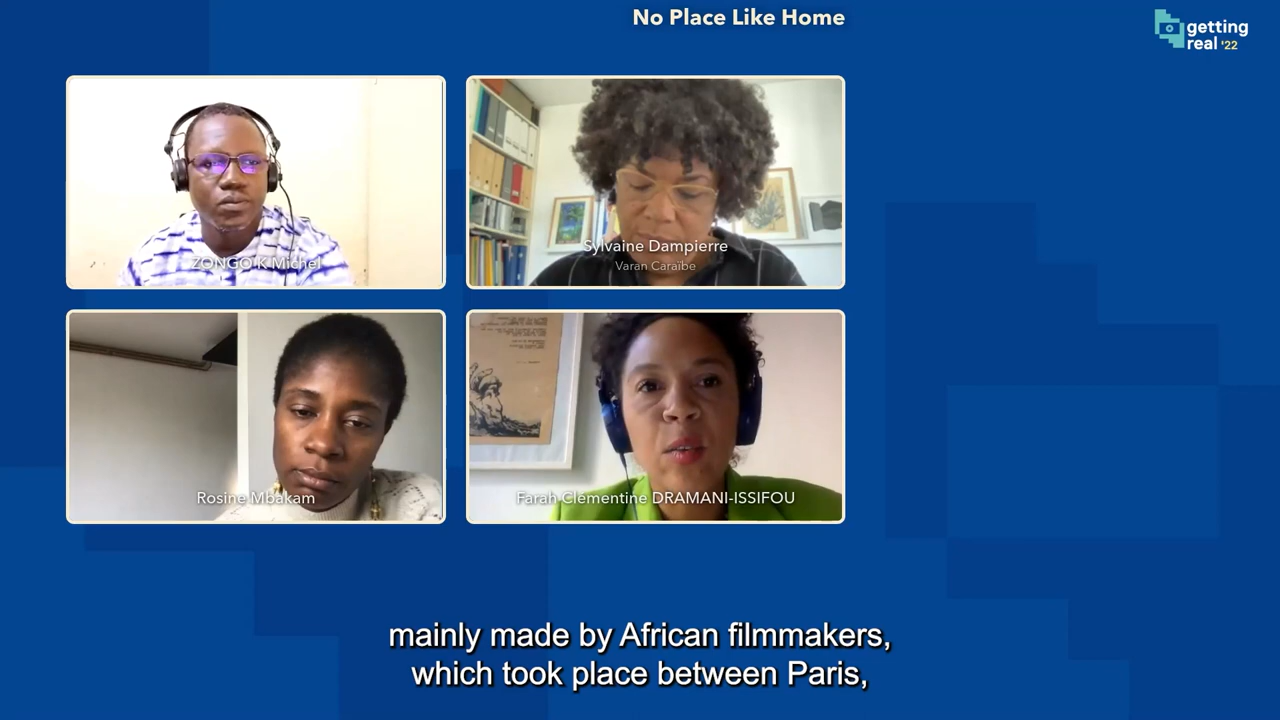 No Place Like Home
getting
real '22
ZONGO K Michel
Sylvaine Dampierre
Varan Caraïbe
Rosine Mbakam
Farah Clémentine DRAMANI-ISSIFOU
mainly made by African filmmakers,
which took place between Paris,